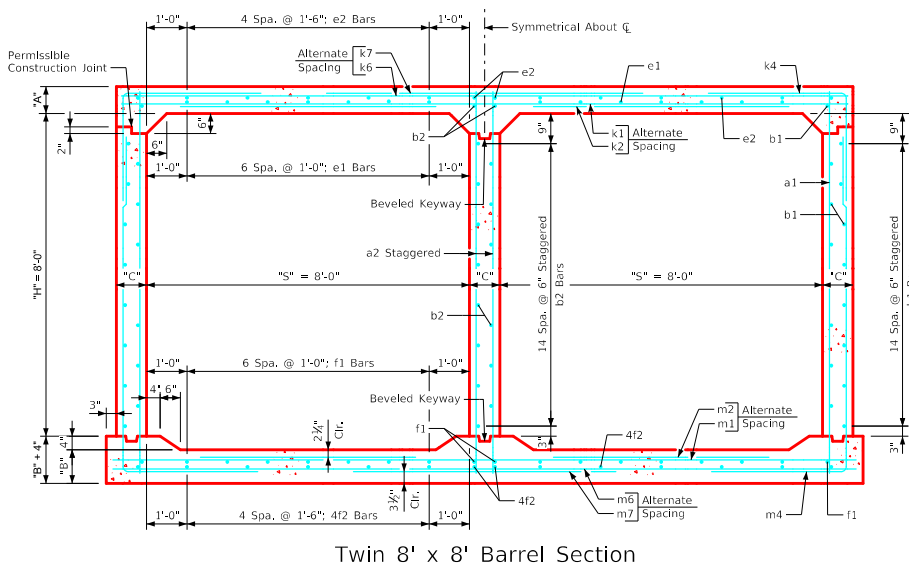 1'-0"
4 Spa. @ 1'-6"; e2 Bars
1'-0"
Symmetrical About ℄
Permissible
Construction Joint
Alternate
Spacing
k7
k6
e2
e1
k4
"A"
2"
6"
6"
b2
k1
k2
Alternate
Spacing
e2
b1
9"
9"
1'-0"
6 Spa. @ 1'-0"; e1 Bars
1'-0"
Beveled Keyway
a1
b1
a2 Staggered
"H" = 8'-0"
"C"
"S" = 8'-0"
"C"
"S" = 8'-0"
"C"
14 Spa. @ 6" Staggered
b2 Bars
14 Spa. @ 6" Staggered
b2
1'-0"
6 Spa. @ 1'-0"; f1 Bars
1'-0"
4"
6"
3"
Beveled Keyway
f1
2¼"
Clr.
m2
m1
Alternate
Spacing
4f2
3"
3"
4"
"B"
"B" + 4"
3½"
Clr.
1'-0"
4 Spa. @ 1'-6"; 4f2 Bars
1'-0"
4f2
m6
m7
Alternate
Spacing
m4
f1
Twin 8' x 8' Barrel Section